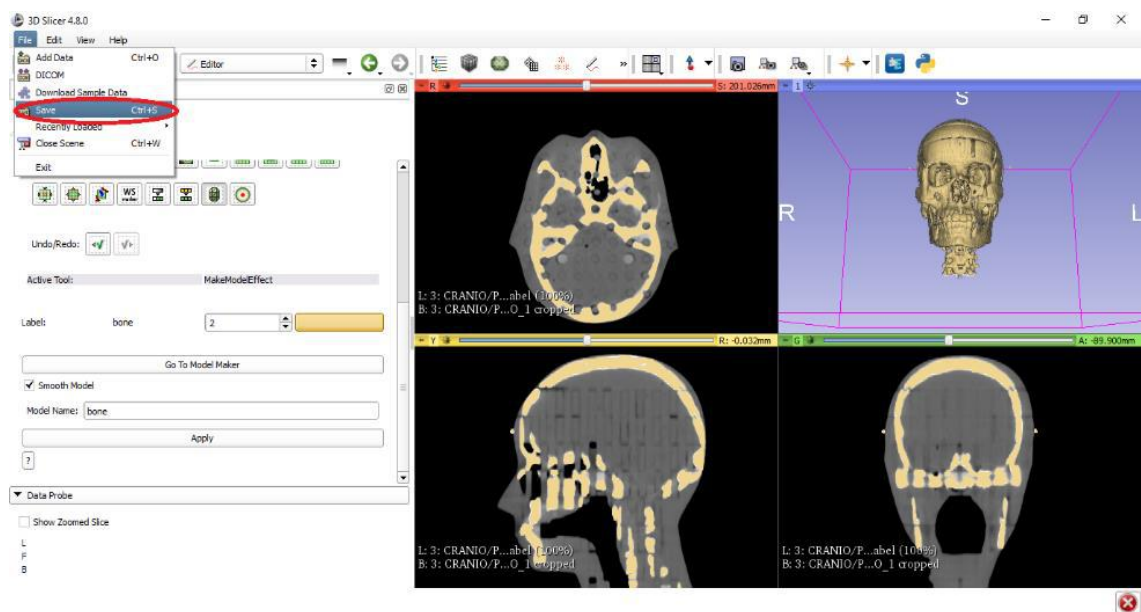 3D Slicer 4.8.0
File Edit View Help
Add Data Ctrl+O
DICOM
Download Sample Data
Save Ctrl+S
Recently Loaded
Close Scene Ctrl+W
Exit
Editor
WS
Undo/Redo:
Active Tool: MakeModelEffect
Label: bone 2
Go To Model Maker
Smooth Model
Model Name: bone
Apply
?
Data Probe
Show Zoomed Slice
L
F
B
R S: 201.026mm
L: 3: CRANIO/P...abel (100%)
B: 3: CRANIO/P...O_1 cropped
1
S
R
L
Y R: -0.032mm
L: 3: CRANIO/P...abel (100%)
B: 3: CRANIO/P...O_1 cropped
G A: -89.900mm
L: 3: CRANIO/P...abel (100%)
B: 3: CRANIO/P...O_1 cropped